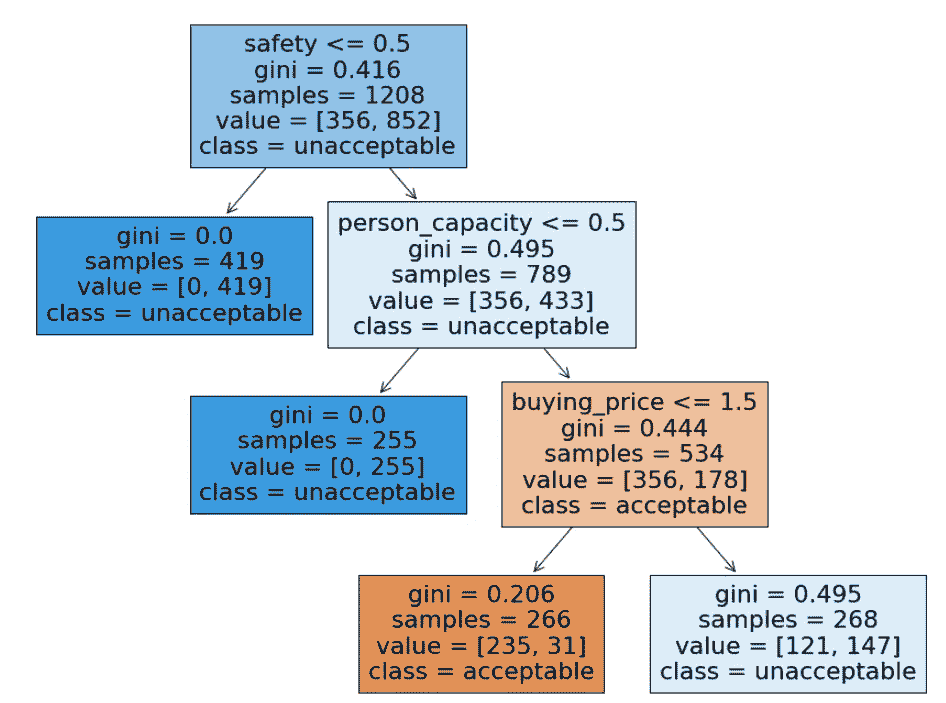 safety <= 0.5
gini = 0.416
samples = 1208
value = [356, 852]
class = unacceptable
gini = 0.0
samples = 419
value = [0, 419]
class = unacceptable
person_capacity <= 0.5
gini = 0.495
samples = 789
value = [356, 433]
class = unacceptable
gini = 0.0
samples = 255
value = [0, 255]
class = unacceptable
buying_price <= 1.5
gini = 0.444
samples = 534
value = [356, 178]
class = acceptable
gini = 0.206
samples = 266
value = [235, 31]
class = acceptable
gini = 0.495
samples = 268
value = [121, 147]
class = unacceptable